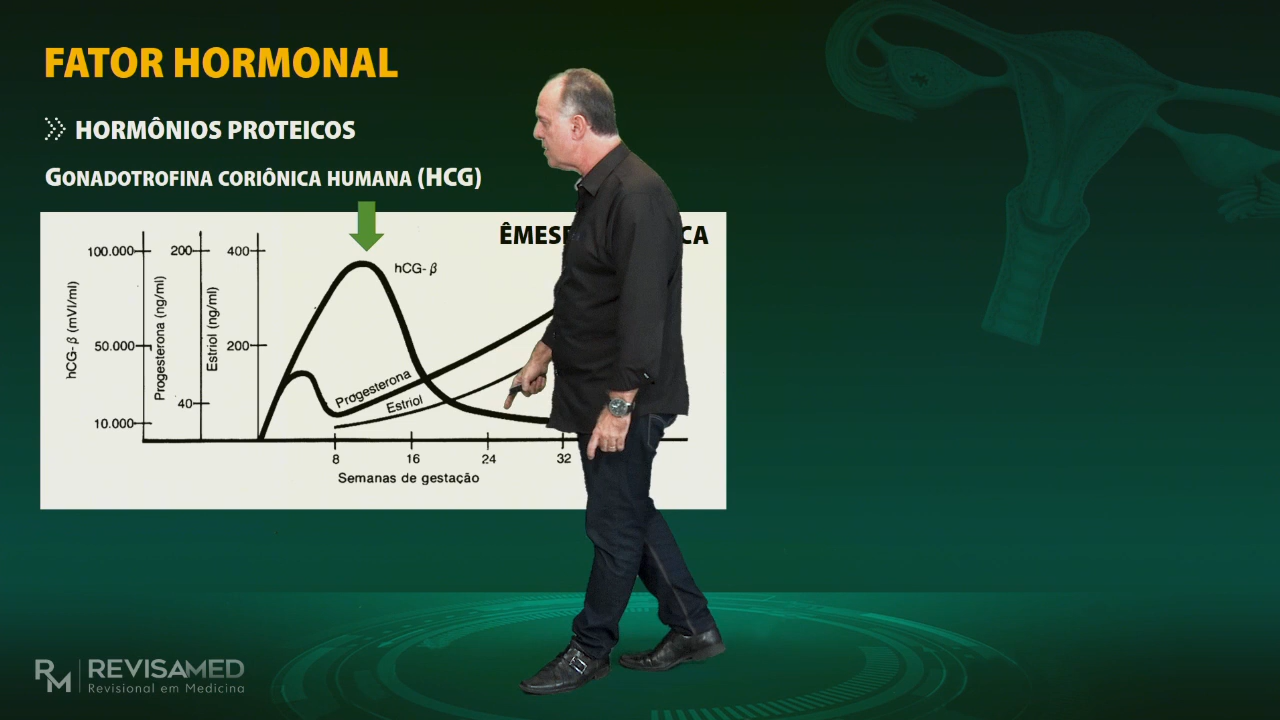 FATOR HORMONAL
HORMÔNIOS PROTEICOS
GONADOTROFINA CORIÔNICA HUMANA (HCG)
100.000
200
400
hCG- β
50.000
200
40
10.000
hCG- β (mVI/ml)
Progesterona (ng/ml)
Estriol (ng/ml)
Progesterona
Estriol
8 16 24 32
Semanas de gestação
RM REVISAMED
Revisional em Medicina